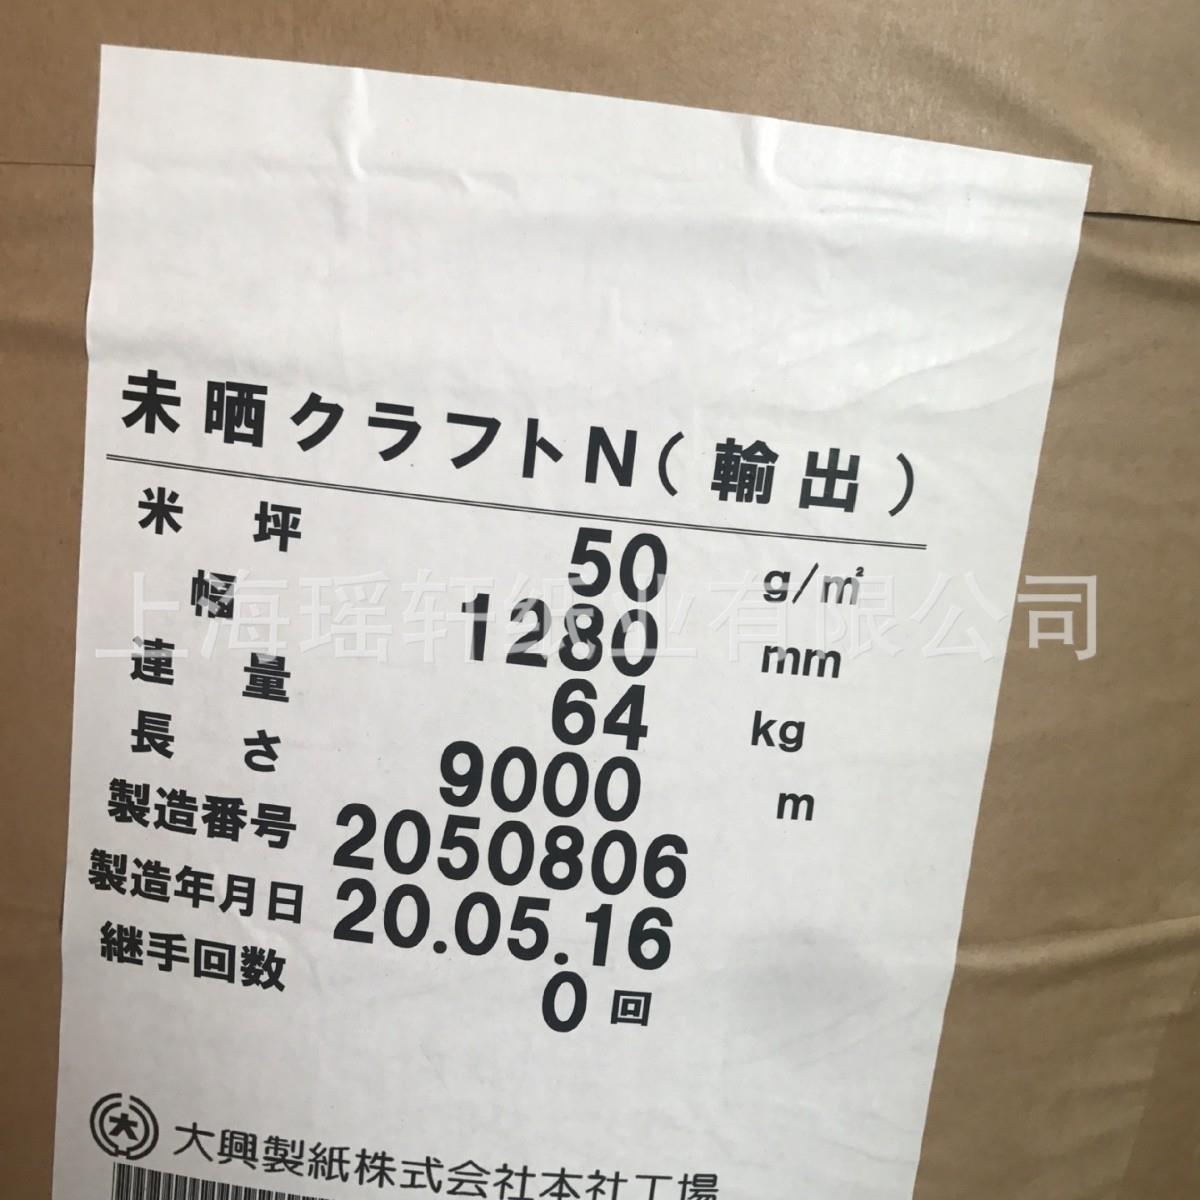 未晒クラフトN(輸出)
米坪 50 g/㎡
幅 1280 mm
連量 64 kg
長さ 9000 m
製造番号 2050806
製造年月日 20.05.16
継手回数 0 回
大 大興製紙株式会社本社工場
上海瑶轩纸业有限公司